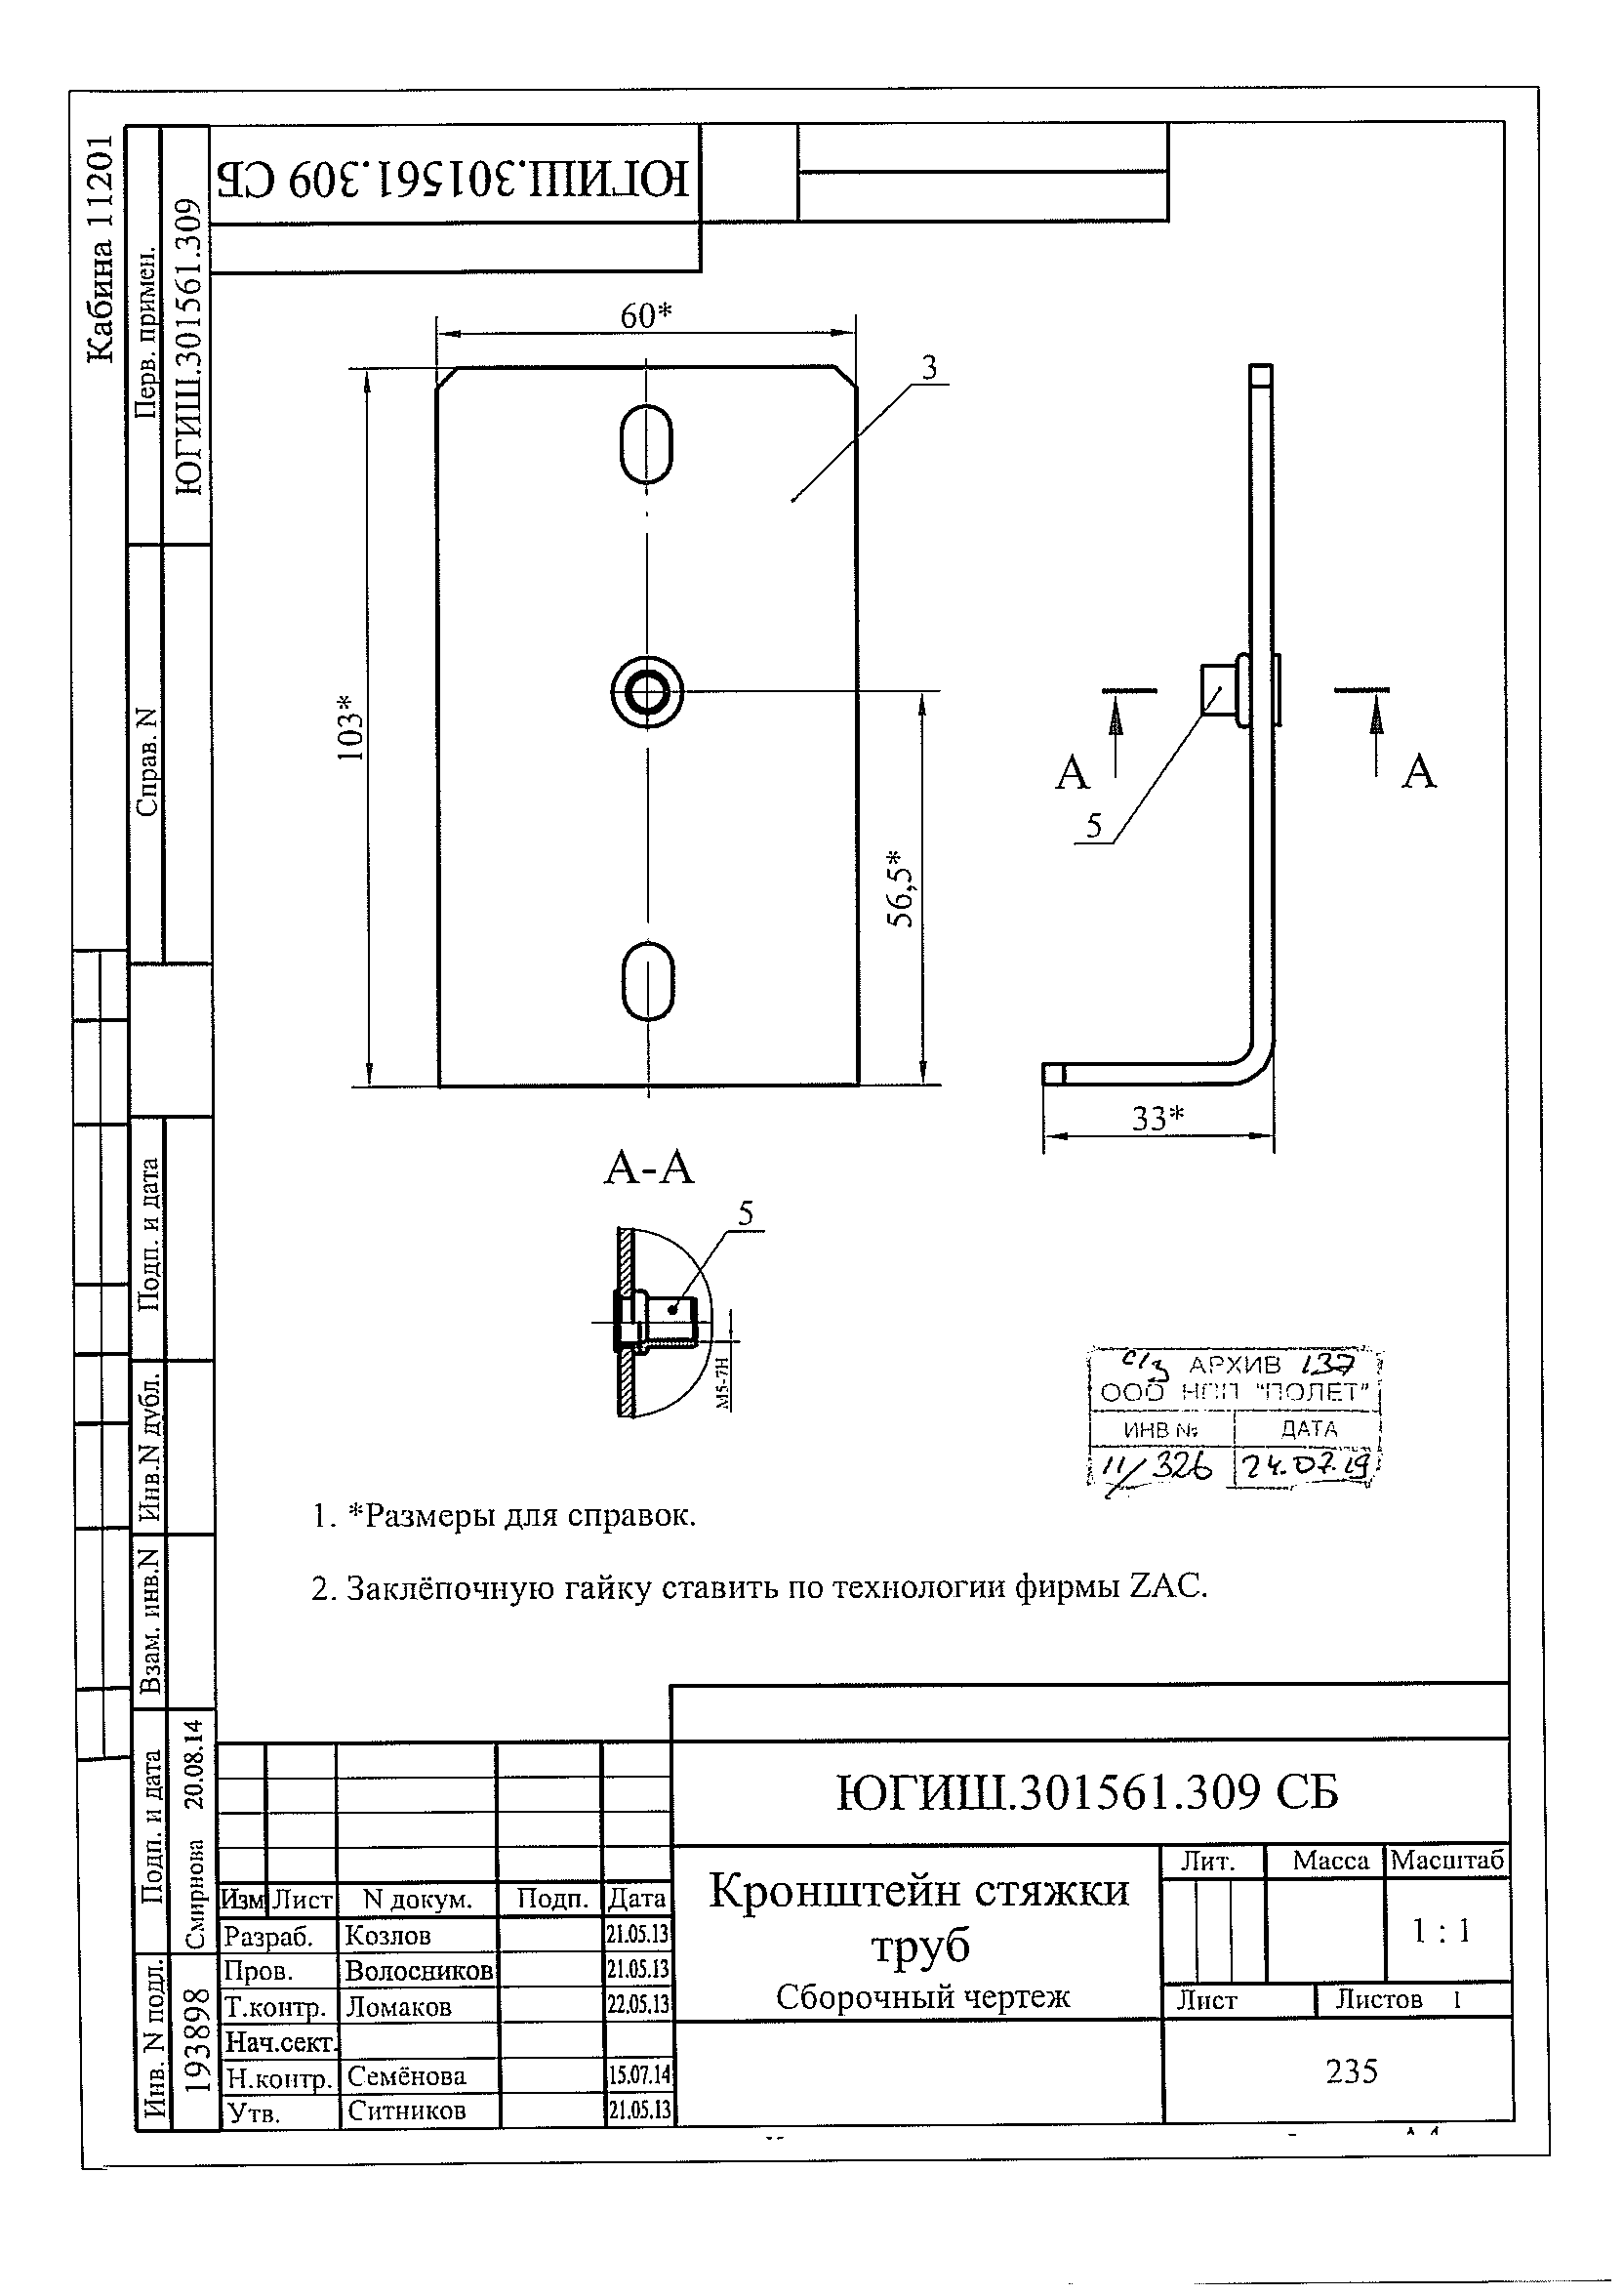 Кабина 11201
Перв. примен.
ЮГИШ.301561.309
Справ. N
Подп. и дата
Инв.N дубл.
Взам. инв.N
Подп. и дата
Смирнова 20.08.14
Инв. N подл.
193898
ЮГИШ.301561.309 СБ
60*
3
103*
56,5*
А
А
5
33*
А-А
5
М5-7Н
с/з АРХИВ 137
ООО НПП "ПОЛЕТ"
ИНВ № ДАТА
11/326 24.07.19
1. *Размеры для справок.
2. Заклёпочную гайку ставить по технологии фирмы ZAC.
ЮГИШ.301561.309 СБ
Изм Лист N докум. Подп. Дата
Разраб. Козлов 21.05.13
Пров. Волосников 21.05.13
Т.контр. Ломаков 22.05.13
Нач.сект.
Н.контр. Семёнова 15.07.14
Утв. Ситников 21.05.13
Кронштейн стяжки
труб
Сборочный чертеж
Лит. Масса Масштаб
1 : 1
Лист Листов 1
235